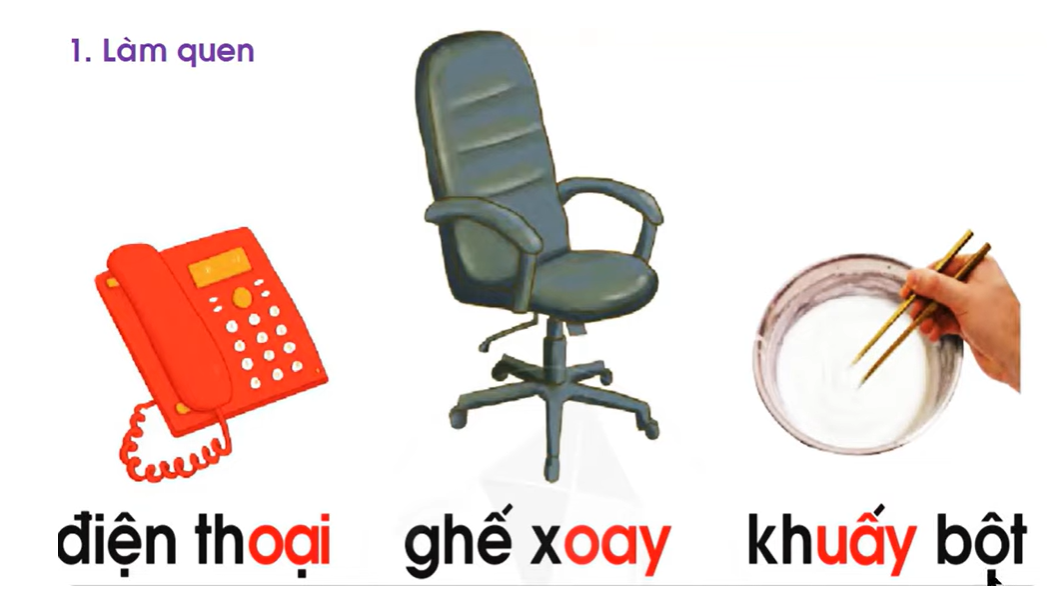 1. Làm quen
điện thoại ghế xoay khuấy bột